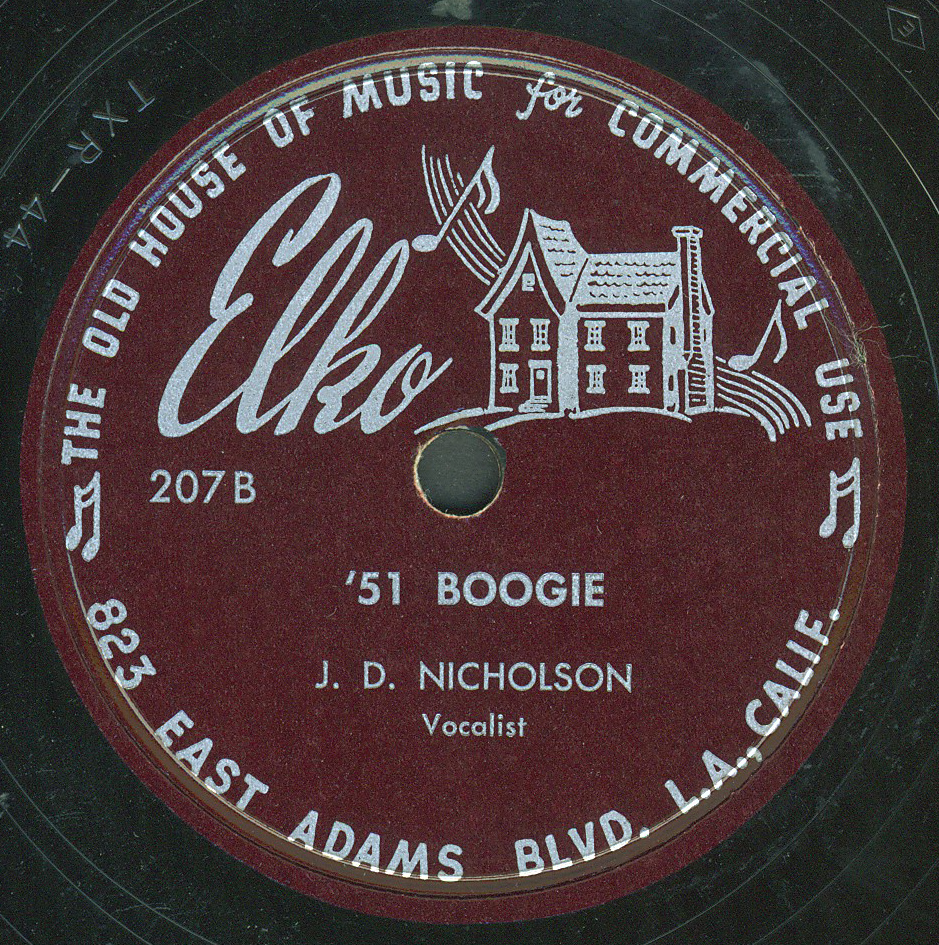 THE OLD HOUSE OF MUSIC for COMMERCIAL USE
Elko
207B
'51 BOOGIE
J. D. NICHOLSON
Vocalist
823 EAST ADAMS BLVD. L.A., CALIF.
TXR-44
E